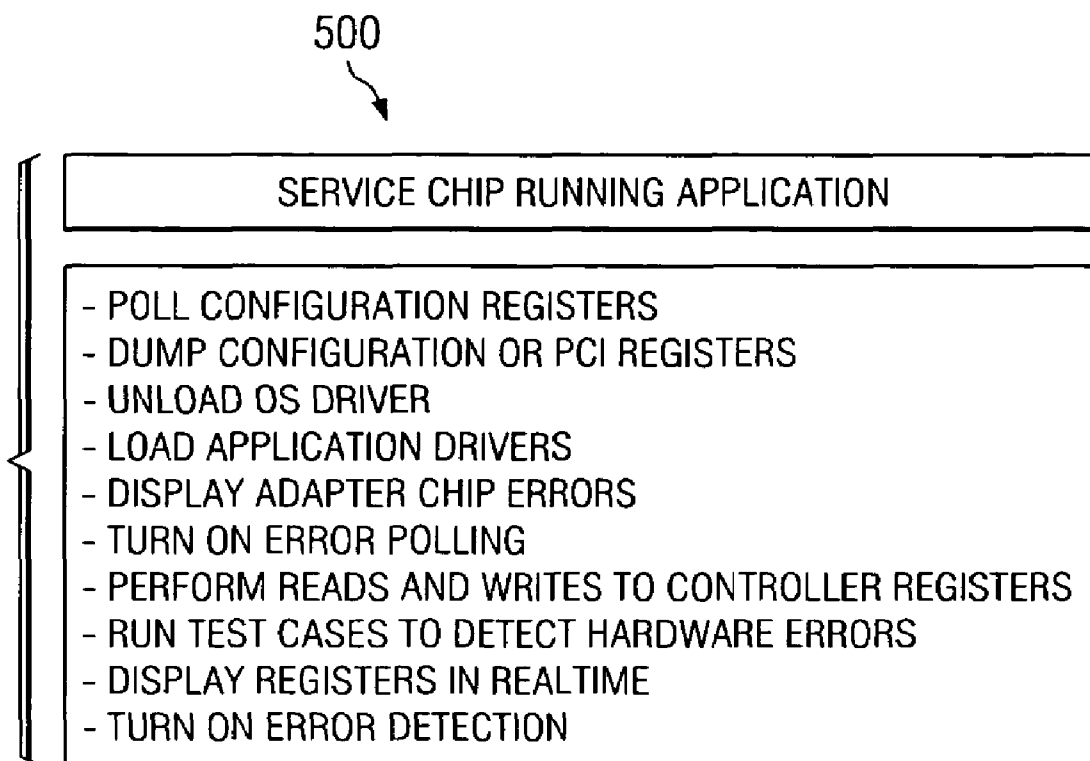 500
SERVICE CHIP RUNNING APPLICATION
- POLL CONFIGURATION REGISTERS
- DUMP CONFIGURATION OR PCI REGISTERS
- UNLOAD OS DRIVER
- LOAD APPLICATION DRIVERS
- DISPLAY ADAPTER CHIP ERRORS
- TURN ON ERROR POLLING
- PERFORM READS AND WRITES TO CONTROLLER REGISTERS
- RUN TEST CASES TO DETECT HARDWARE ERRORS
- DISPLAY REGISTERS IN REALTIME
- TURN ON ERROR DETECTION